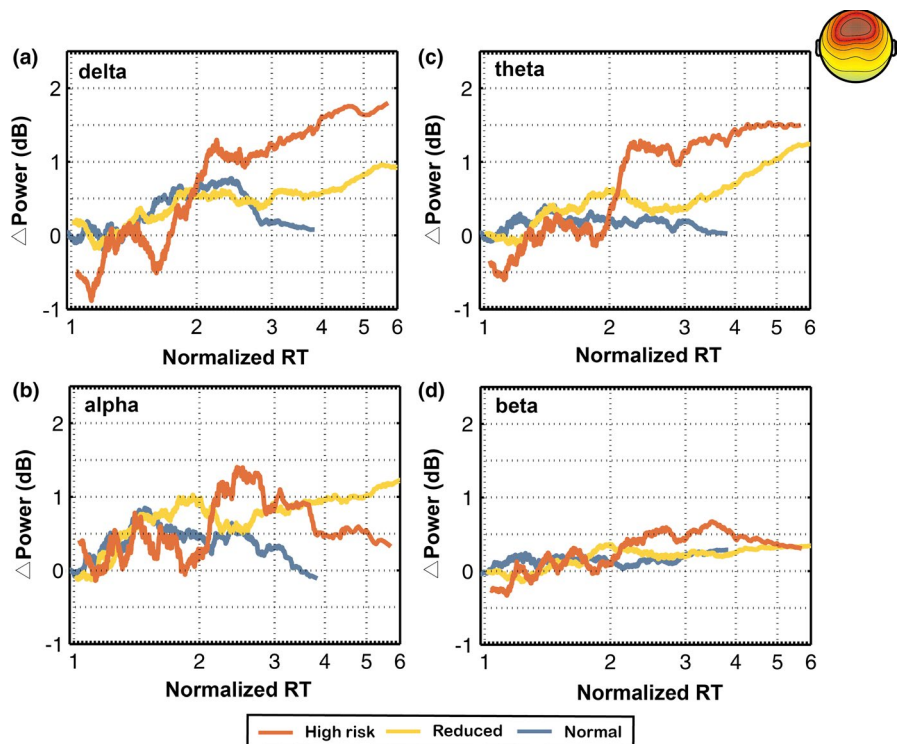 (a)
delta
2
1
0
-1
△Power (dB)
1 2 3 4 5 6
Normalized RT
(c)
theta
2
1
0
-1
△Power (dB)
1 2 3 4 5 6
Normalized RT
(b)
alpha
2
1
0
-1
△Power (dB)
1 2 3 4 5 6
Normalized RT
(d)
beta
2
1
0
-1
△Power (dB)
1 2 3 4 5 6
Normalized RT
High risk Reduced Normal